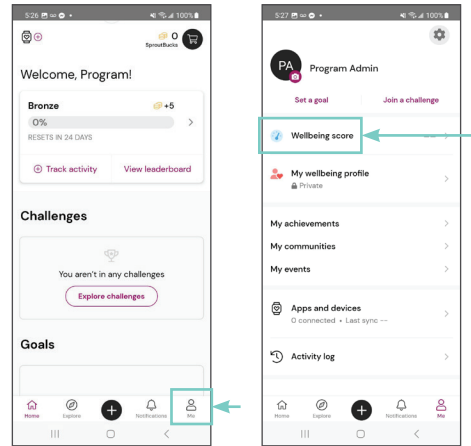 5:26
100%
0
SproutBucks
Welcome, Program!
Bronze
+5
0%
RESETS IN 24 DAYS
Track activity
View leaderboard
Challenges
You aren't in any challenges
Explore challenges
Goals
Home
Explore
Notifications
Me
5:27
100%
PA
Program Admin
Set a goal
Join a challenge
Wellbeing score
--
My wellbeing profile
Private
My achievements
My communities
My events
Apps and devices
0 connected • Last sync --
Activity log
Home
Explore
Notifications
Me